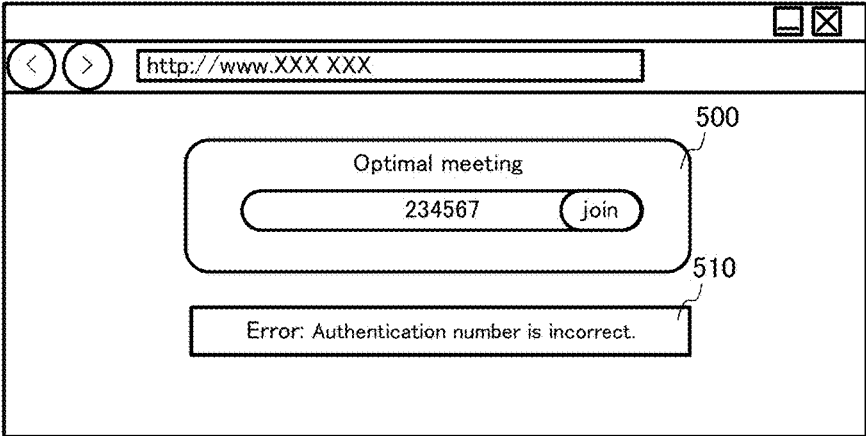 http://www.XXX XXX
500
Optimal meeting
234567 join
510
Error: Authentication number is incorrect.